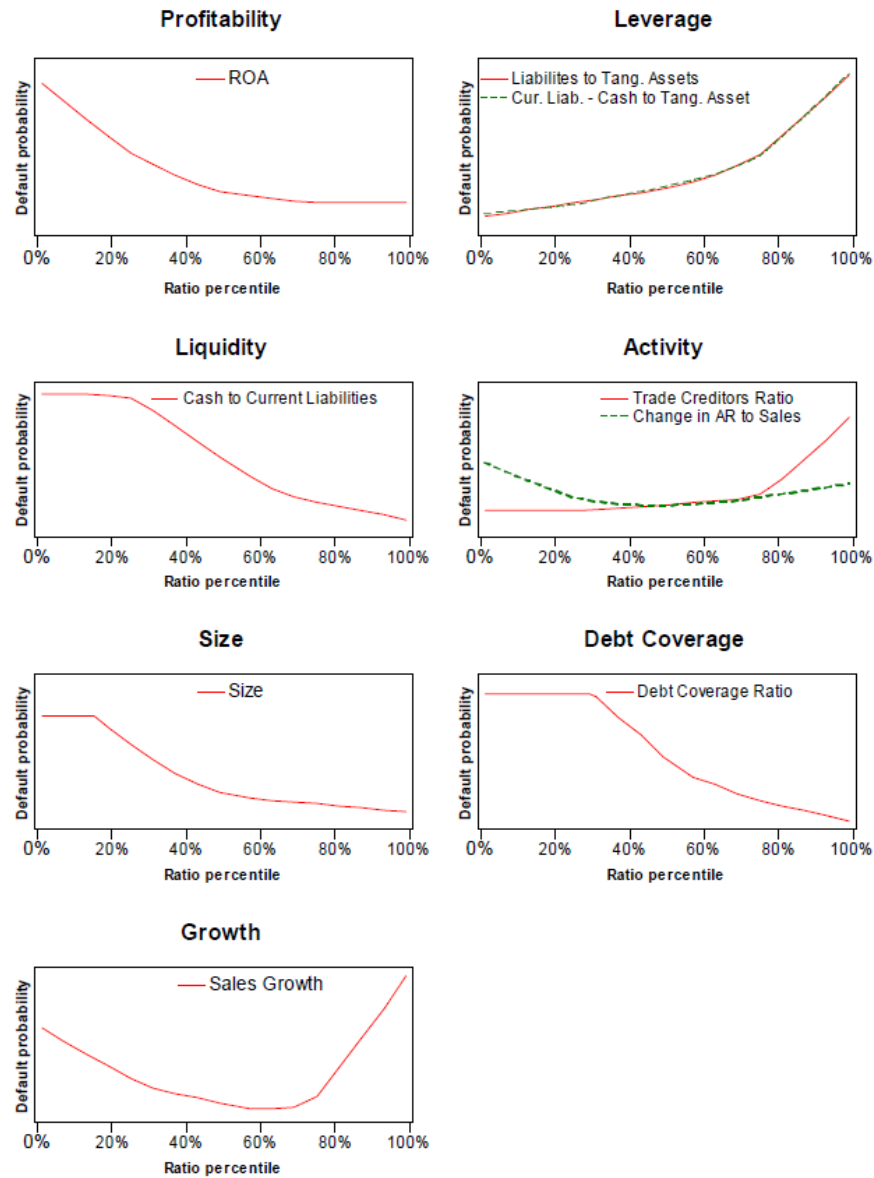 Profitability
ROA
Default probability
0% 20% 40% 60% 80% 100%
Ratio percentile
Leverage
Liabilites to Tang. Assets
Cur. Liab. - Cash to Tang. Asset
Default probability
0% 20% 40% 60% 80% 100%
Ratio percentile
Liquidity
Cash to Current Liabilities
Default probability
0% 20% 40% 60% 80% 100%
Ratio percentile
Activity
Trade Creditors Ratio
Change in AR to Sales
Default probability
0% 20% 40% 60% 80% 100%
Ratio percentile
Size
Size
Default probability
0% 20% 40% 60% 80% 100%
Ratio percentile
Debt Coverage
Debt Coverage Ratio
Default probability
0% 20% 40% 60% 80% 100%
Ratio percentile
Growth
Sales Growth
Default probability
0% 20% 40% 60% 80% 100%
Ratio percentile